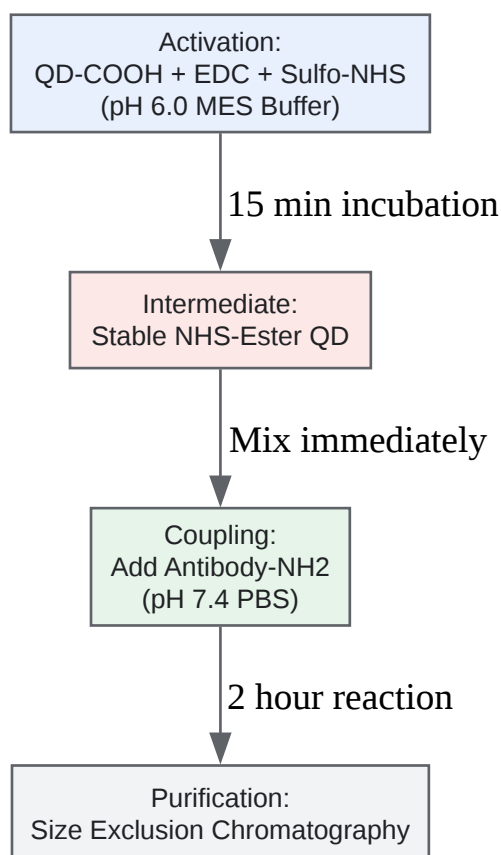 Activation:
QD-COOH + EDC + Sulfo-NHS
(pH 6.0 MES Buffer)
15 min incubation
Intermediate:
Stable NHS-Ester QD
Mix immediately
Coupling:
Add Antibody-NH2
(pH 7.4 PBS)
2 hour reaction
Purification:
Size Exclusion Chromatography